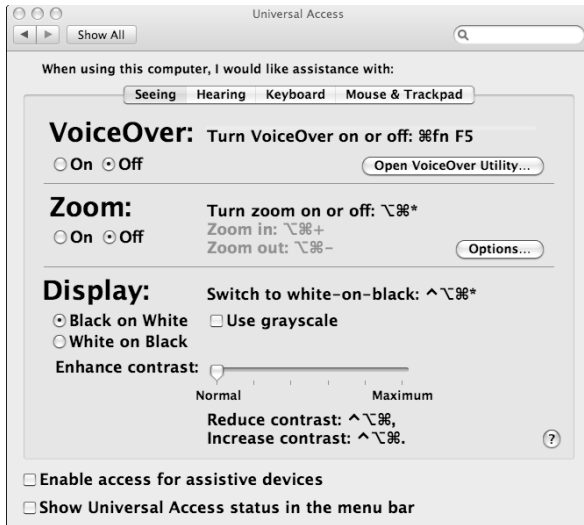 Universal Access
Show All
When using this computer, I would like assistance with:
Seeing Hearing Keyboard Mouse & Trackpad
VoiceOver: Turn VoiceOver on or off: ⌘fn F5
On Off Open VoiceOver Utility...
Zoom: Turn zoom on or off: ⌥⌘*
On Off Zoom in: ⌥⌘+
Zoom out: ⌥⌘− Options...
Display: Switch to white-on-black: ^⌥⌘*
Black on White Use grayscale
White on Black
Enhance contrast:
Normal Maximum
Reduce contrast: ^⌥⌘,
Increase contrast: ^⌥⌘. ?
Enable access for assistive devices
Show Universal Access status in the menu bar